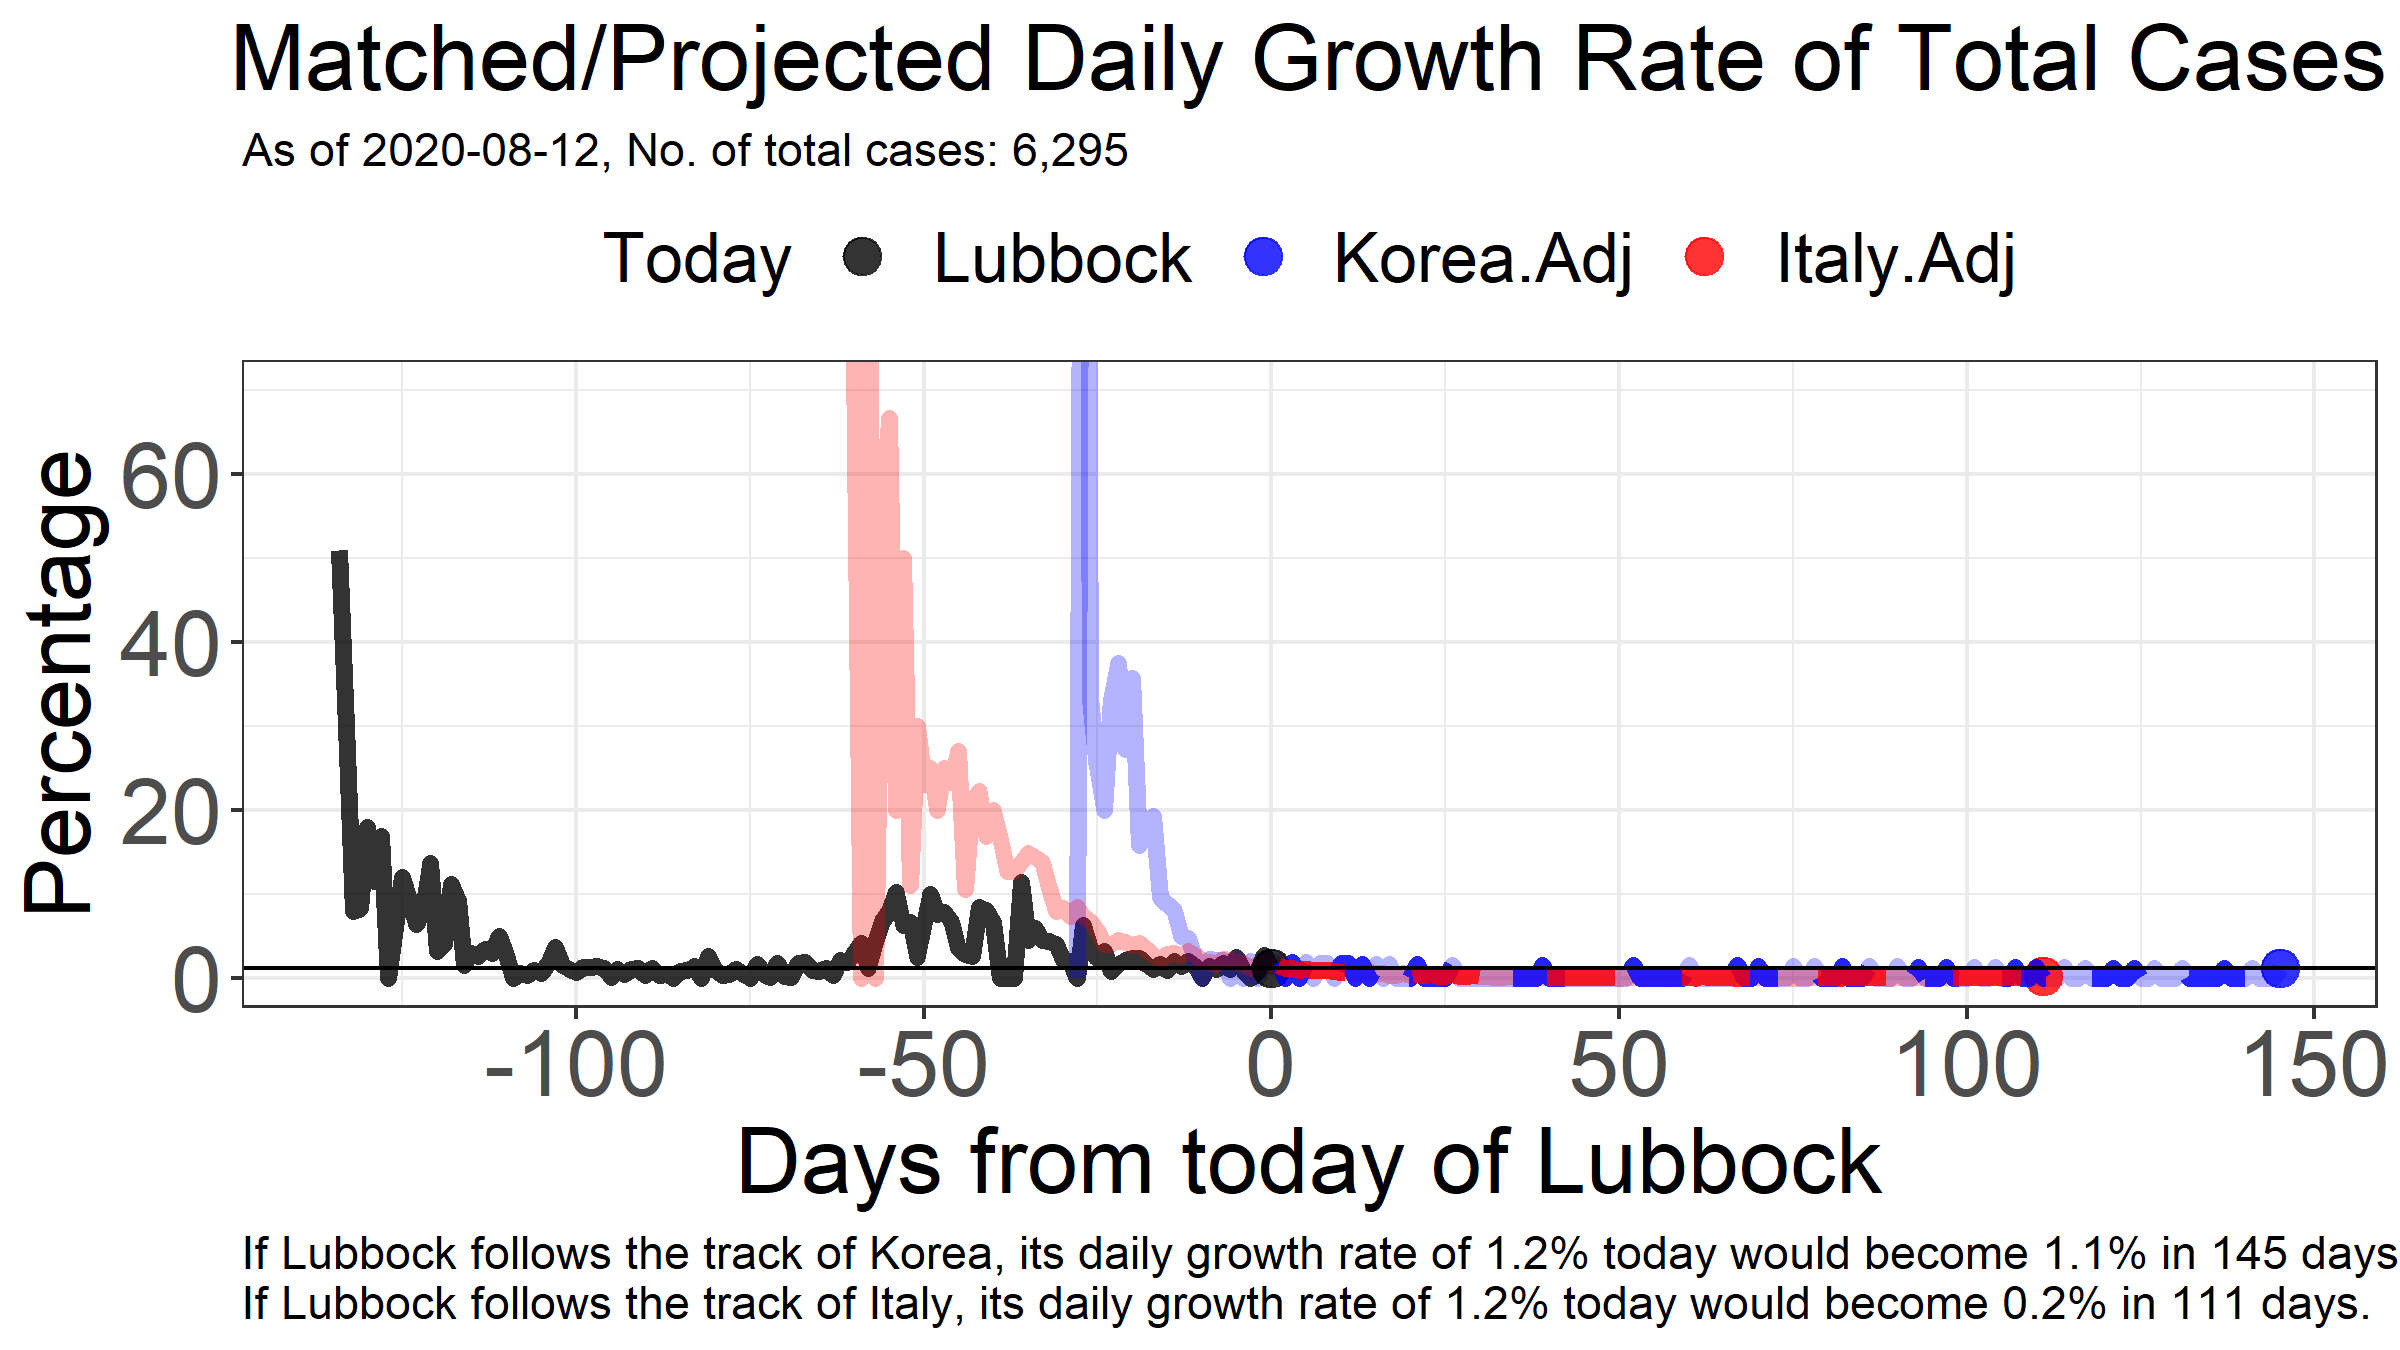 Matched/Projected Daily Growth Rate of Total Cases
As of 2020-08-12, No. of total cases: 6,295
Today Lubbock Korea.Adj Italy.Adj
Percentage
60
40
20
0
-100 -50 0 50 100 150
Days from today of Lubbock
If Lubbock follows the track of Korea, its daily growth rate of 1.2% today would become 1.1% in 145 days
If Lubbock follows the track of Italy, its daily growth rate of 1.2% today would become 0.2% in 111 days.